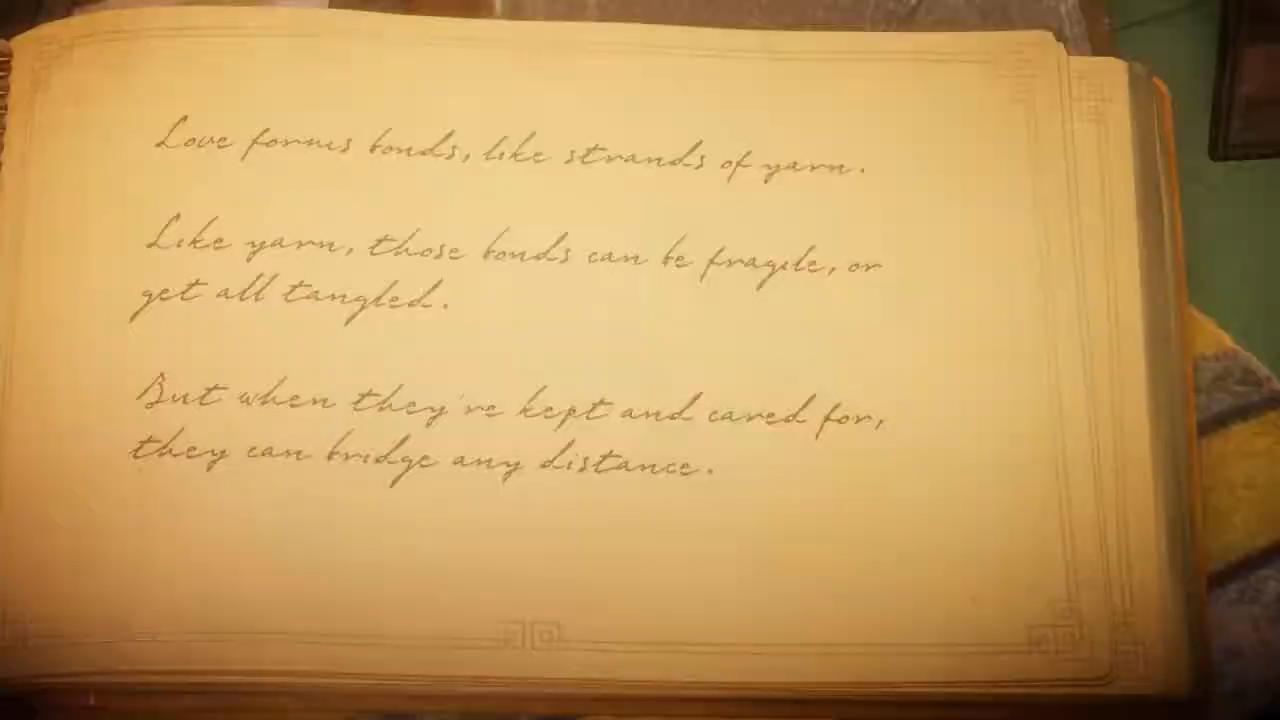 Love forms bonds, like strands of yarn.
Like yarn, those bonds can be fragile, or
get all tangled.
But when they're kept and cared for,
they can bridge any distance.